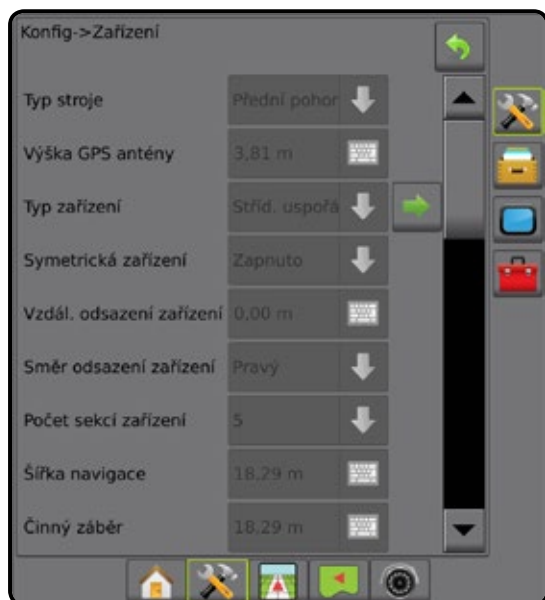 Konfig->Zařízení
Typ stroje Přední pohor
Výška GPS antény 3,81 m
Typ zařízení Stříd. uspořá
Symetrická zařízení Zapnuto
Vzdál. odsazení zařízení 0,00 m
Směr odsazení zařízení Pravý
Počet sekcí zařízení 5
Šířka navigace 18,29 m
Činný záběr 18,29 m